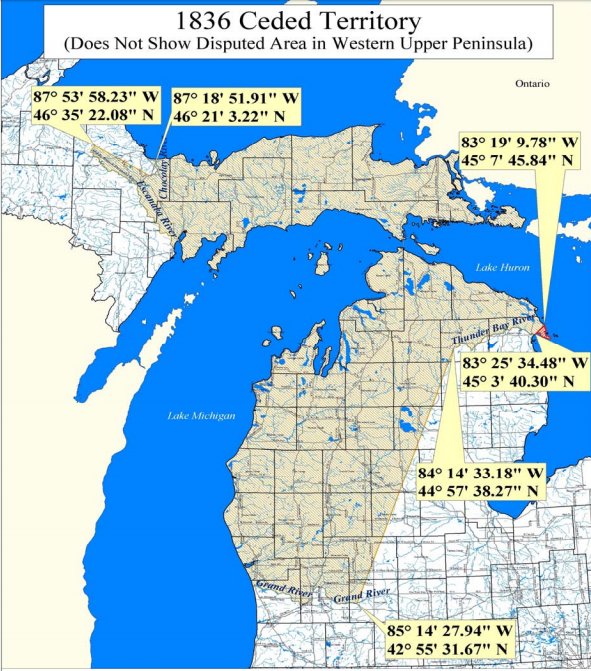 1836 Ceded Territory
(Does Not Show Disputed Area in Western Upper Peninsula)
Ontario
87° 53' 58.23" W
46° 35' 22.08" N
87° 18' 51.91" W
46° 21' 3.22" N
83° 19' 9.78" W
45° 7' 45.84" N
Chocolay
Escanaba River
Lake Huron
Thunder Bay River
83° 25' 34.48" W
45° 3' 40.30" N
Lake Michigan
84° 14' 33.18" W
44° 57' 38.27" N
Grand River
Grand River
85° 14' 27.94" W
42° 55' 31.67" N